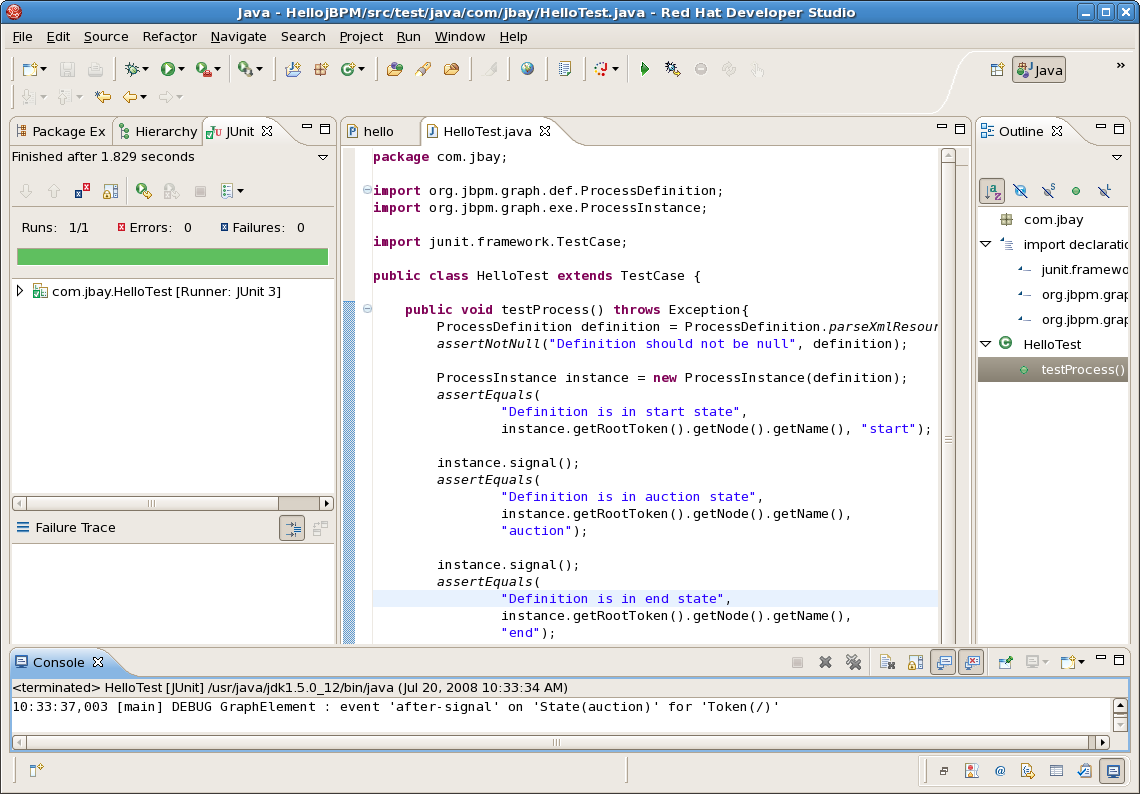 Java - HellojBPM/src/test/java/com/jbay/HelloTest.java - Red Hat Developer Studio
File Edit Source Refactor Navigate Search Project Run Window Help
Java »
Package Ex Hierarchy JUnit
Finished after 1.829 seconds
Runs: 1/1 Errors: 0 Failures: 0
com.jbay.HelloTest [Runner: JUnit 3]
Failure Trace
hello HelloTest.java
package com.jbay;
import org.jbpm.graph.def.ProcessDefinition;
import org.jbpm.graph.exe.ProcessInstance;
import junit.framework.TestCase;
public class HelloTest extends TestCase {
public void testProcess() throws Exception{
ProcessDefinition definition = ProcessDefinition.parseXmlResour
assertNotNull("Definition should not be null", definition);
ProcessInstance instance = new ProcessInstance(definition);
assertEquals(
"Definition is in start state",
instance.getRootToken().getNode().getName(), "start");
instance.signal();
assertEquals(
"Definition is in auction state",
instance.getRootToken().getNode().getName(),
"auction");
instance.signal();
assertEquals(
"Definition is in end state",
instance.getRootToken().getNode().getName(),
"end");
Outline
com.jbay
import declaratio
junit.framewo
org.jbpm.grap
org.jbpm.grap
HelloTest
testProcess()
Console
<terminated> HelloTest [JUnit] /usr/java/jdk1.5.0_12/bin/java (Jul 20, 2008 10:33:34 AM)
10:33:37,003 [main] DEBUG GraphElement : event 'after-signal' on 'State(auction)' for 'Token(/)'